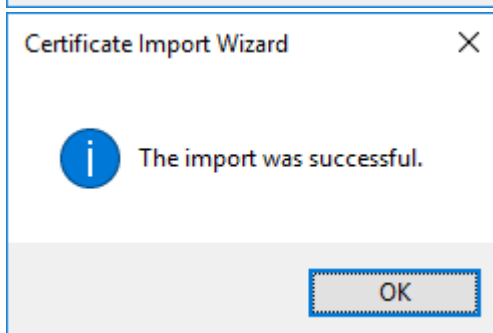 Certificate Import Wizard
The import was successful.
OK